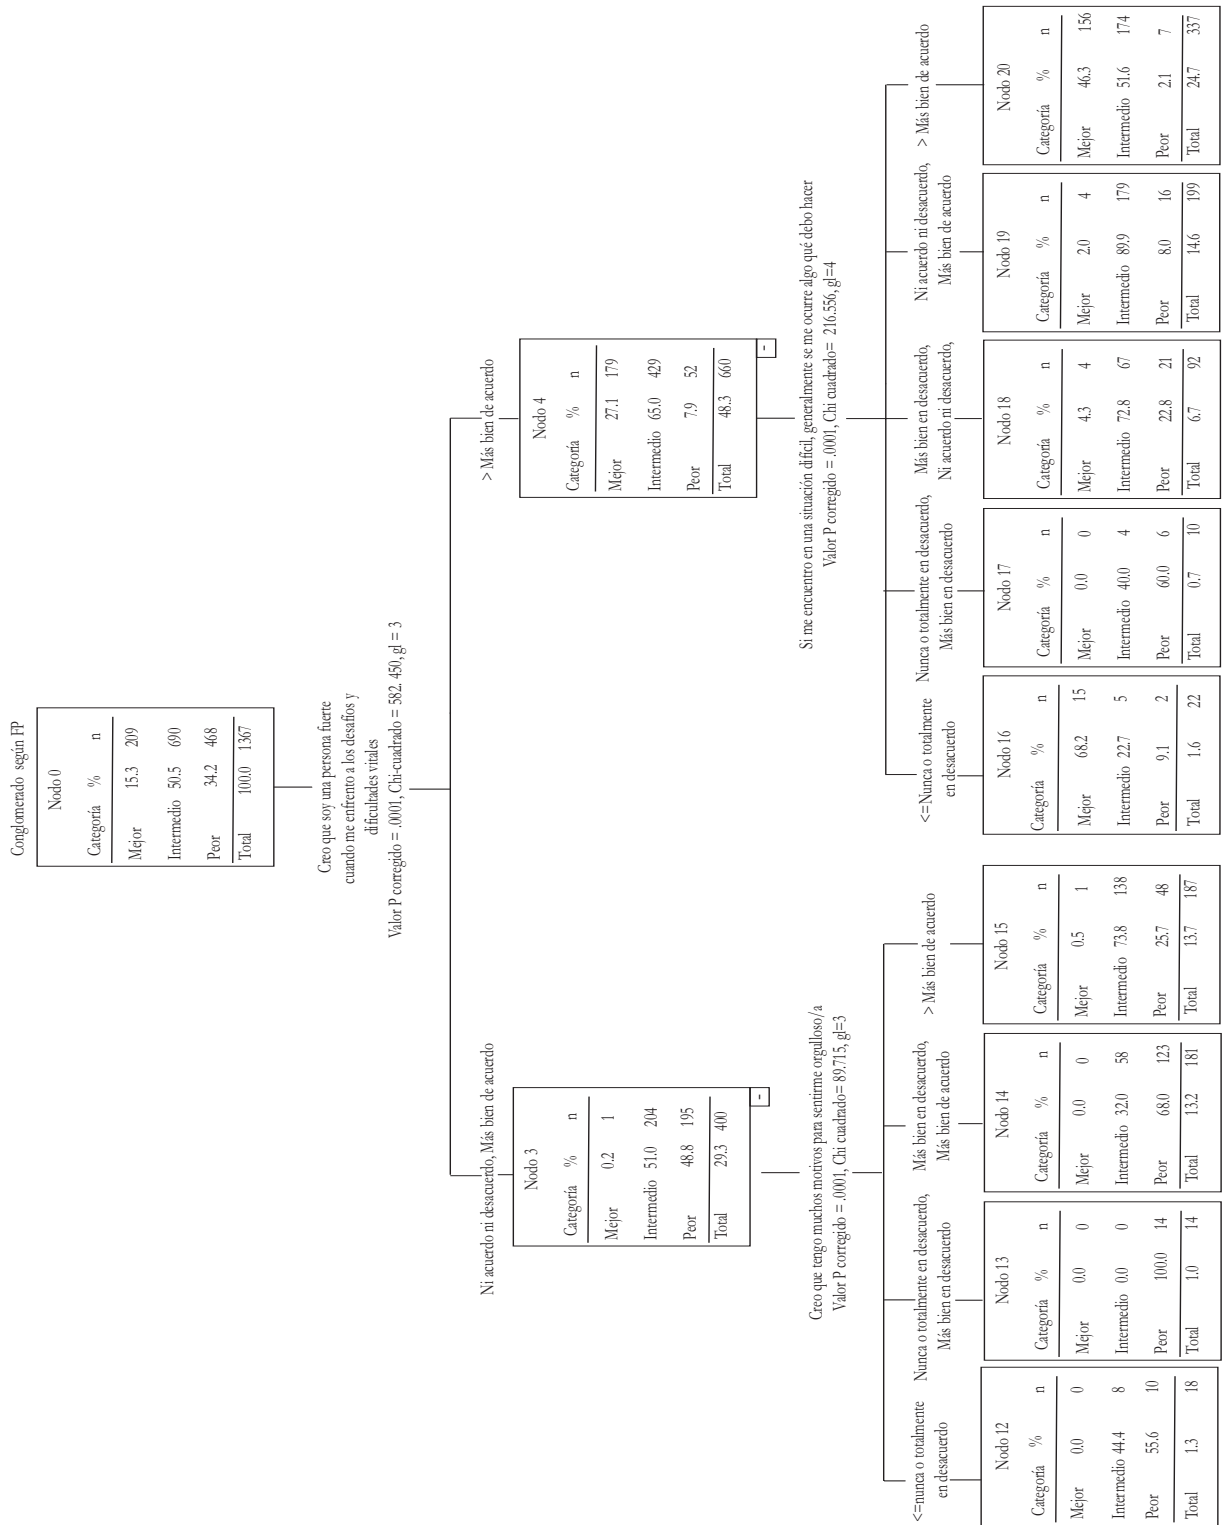 Conglomerado según FP
Nodo 0
Categoría % n
Mejor 15.3 209
Intermedio 50.5 690
Peor 34.2 468
Total 100.0 1367
Creo que soy una persona fuerte
cuando me enfrento a los desafíos y
dificultades vitales
Valor P corregido = .0001, Chi-cuadrado = 582. 450, gl = 3
Ni acuerdo ni desacuerdo, Más bien de acuerdo
Nodo 3
Categoría % n
Mejor 0.2 1
Intermedio 51.0 204
Peor 48.8 195
Total 29.3 400
-
> Más bien de acuerdo
Nodo 4
Categoría % n
Mejor 27.1 179
Intermedio 65.0 429
Peor 7.9 52
Total 48.3 660
-
Creo que tengo muchos motivos para sentirme orgulloso/a
Valor P corregido = .0001, Chi cuadrado= 89.715, gl=3
<=nunca o totalmente
en desacuerdo
Nodo 12
Categoría % n
Mejor 0.0 0
Intermedio 44.4 8
Peor 55.6 10
Total 1.3 18
Nunca o totalmente en desacuerdo,
Más bien en desacuerdo
Nodo 13
Categoría % n
Mejor 0.0 0
Intermedio 0.0 0
Peor 100.0 14
Total 1.0 14
Más bien en desacuerdo,
Más bien de acuerdo
Nodo 14
Categoría % n
Mejor 0.0 0
Intermedio 32.0 58
Peor 68.0 123
Total 13.2 181
> Más bien de acuerdo
Nodo 15
Categoría % n
Mejor 0.5 1
Intermedio 73.8 138
Peor 25.7 48
Total 13.7 187
Si me encuentro en una situación difícil, generalmente se me ocurre algo qué debo hacer
Valor P corregido = .0001, Chi cuadrado= 216.556, gl=4
<=Nunca o totalmente
en desacuerdo
Nodo 16
Categoría % n
Mejor 68.2 15
Intermedio 22.7 5
Peor 9.1 2
Total 1.6 22
Nunca o totalmente en desacuerdo,
Más bien en desacuerdo
Nodo 17
Categoría % n
Mejor 0.0 0
Intermedio 40.0 4
Peor 60.0 6
Total 0.7 10
Más bien en desacuerdo,
Ni acuerdo ni desacuerdo,
Nodo 18
Categoría % n
Mejor 4.3 4
Intermedio 72.8 67
Peor 22.8 21
Total 6.7 92
Ni acuerdo ni desacuerdo,
Más bien de acuerdo
Nodo 19
Categoría % n
Mejor 2.0 4
Intermedio 89.9 179
Peor 8.0 16
Total 14.6 199
> Más bien de acuerdo
Nodo 20
Categoría % n
Mejor 46.3 156
Intermedio 51.6 174
Peor 2.1 7
Total 24.7 337